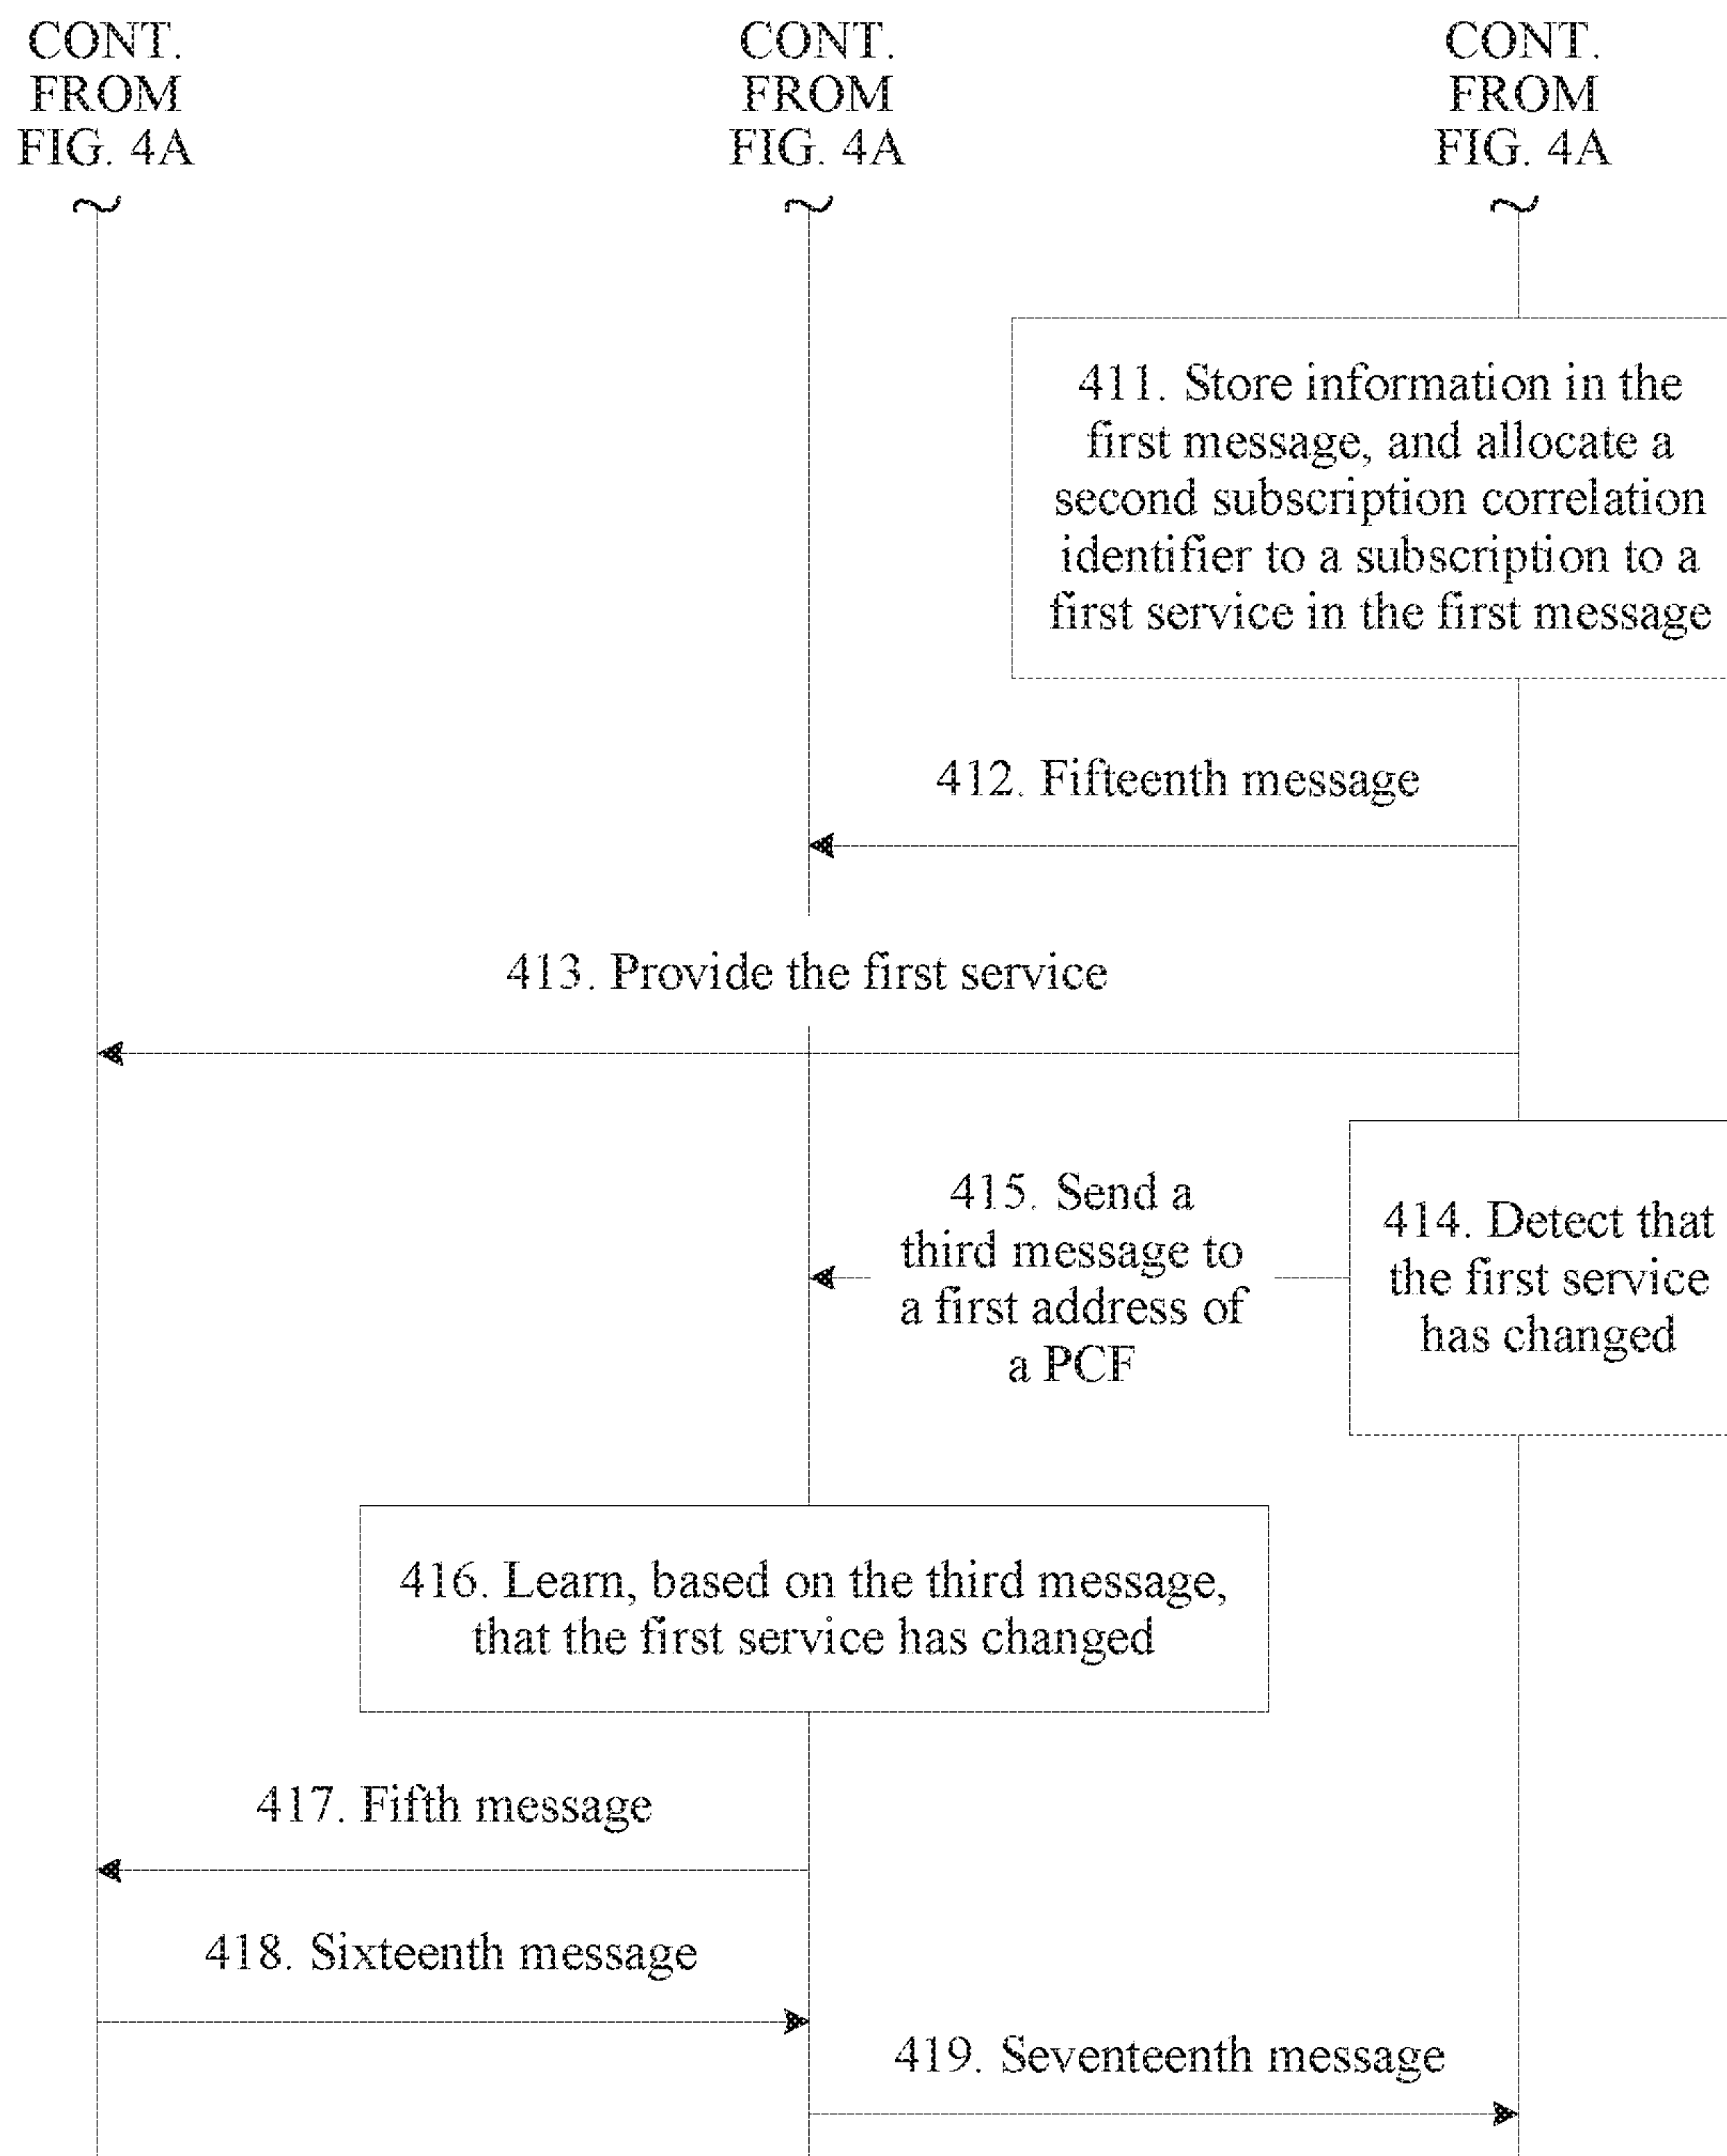 CONT.
FROM
FIG. 4A
CONT.
FROM
FIG. 4A
CONT.
FROM
FIG. 4A
411. Store information in the
first message, and allocate a
second subscription correlation
identifier to a subscription to a
first service in the first message
412. Fifteenth message
413. Provide the first service
414. Detect that
the first service
has changed
415. Send a
third message to
a first address of
a PCF
416. Learn, based on the third message,
that the first service has changed
417. Fifth message
418. Sixteenth message
419. Seventeenth message